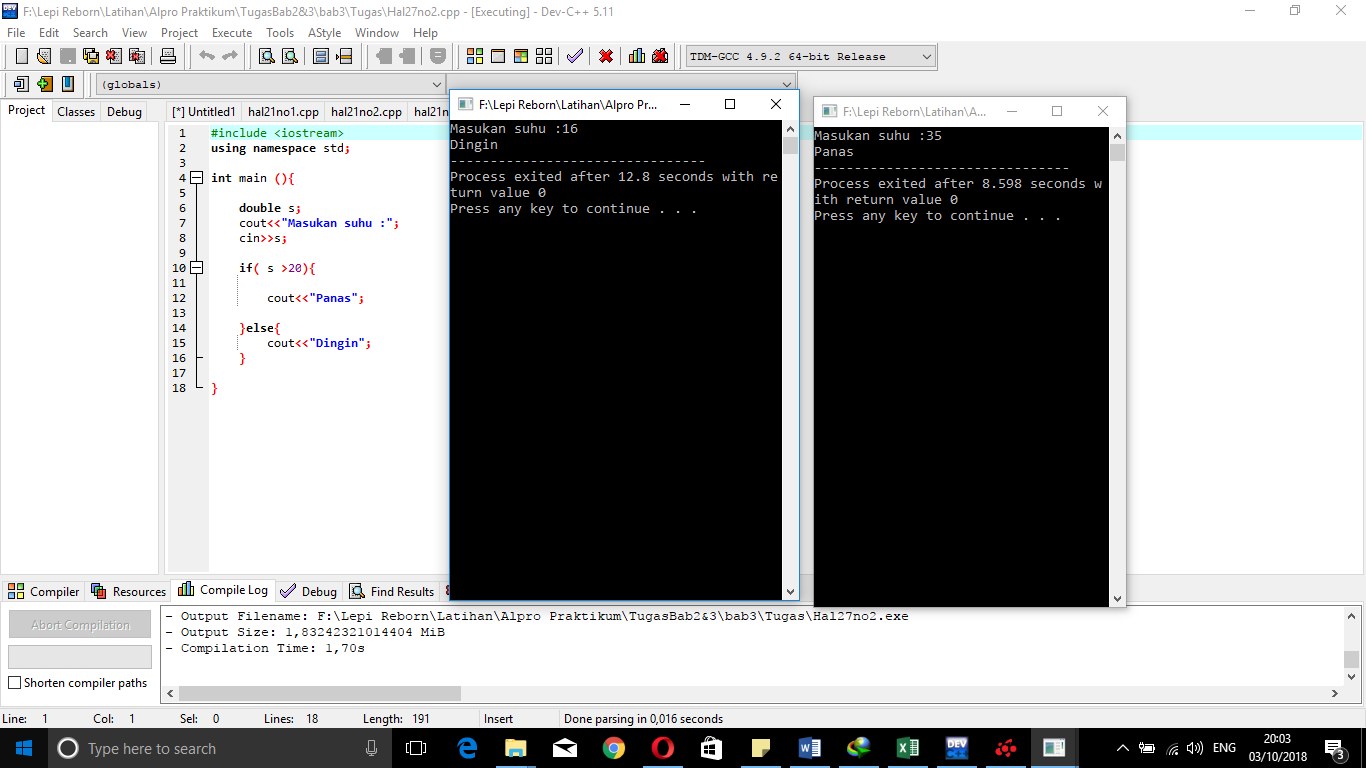 F:\Lepi Reborn\Latihan\Alpro Praktikum\TugasBab2&3\bab3\Tugas\Hal27no2.cpp - [Executing] - Dev-C++ 5.11
File Edit Search View Project Execute Tools AStyle Window Help
TDM-GCC 4.9.2 64-bit Release
(globals)
Project Classes Debug
[*] Untitled1 hal21no1.cpp hal21no2.cpp hal21n
1 #include <iostream>
2 using namespace std;
3
4 int main (){
5
6 double s;
7 cout<<"Masukan suhu :";
8 cin>>s;
9
10 if( s >20){
11
12 cout<<"Panas";
13
14 }else{
15 cout<<"Dingin";
16 }
17
18 }
F:\Lepi Reborn\Latihan\Alpro Pr...
Masukan suhu :16
Dingin
--------------------------------
Process exited after 12.8 seconds with re
turn value 0
Press any key to continue . . .
F:\Lepi Reborn\Latihan\A...
Masukan suhu :35
Panas
--------------------------------
Process exited after 8.598 seconds w
ith return value 0
Press any key to continue . . .
Compiler Resources Compile Log Debug Find Results
Abort Compilation
Shorten compiler paths
- Output Filename: F:\Lepi Reborn\Latihan\Alpro Praktikum\TugasBab2&3\bab3\Tugas\Hal27no2.exe
- Output Size: 1,83242321014404 MiB
- Compilation Time: 1,70s
Line: 1 Col: 1 Sel: 0 Lines: 18 Length: 191 Insert Done parsing in 0,016 seconds
Type here to search
DEV
ENG
20:03
03/10/2018
3